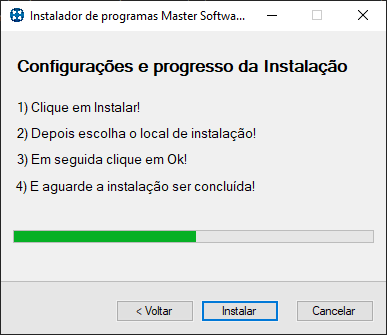 Instalador de programas Master Softwa...
Configurações e progresso da Instalação
1) Clique em Instalar!
2) Depois escolha o local de instalação!
3) Em seguida clique em Ok!
4) E aguarde a instalação ser concluída!
< Voltar
Instalar
Cancelar